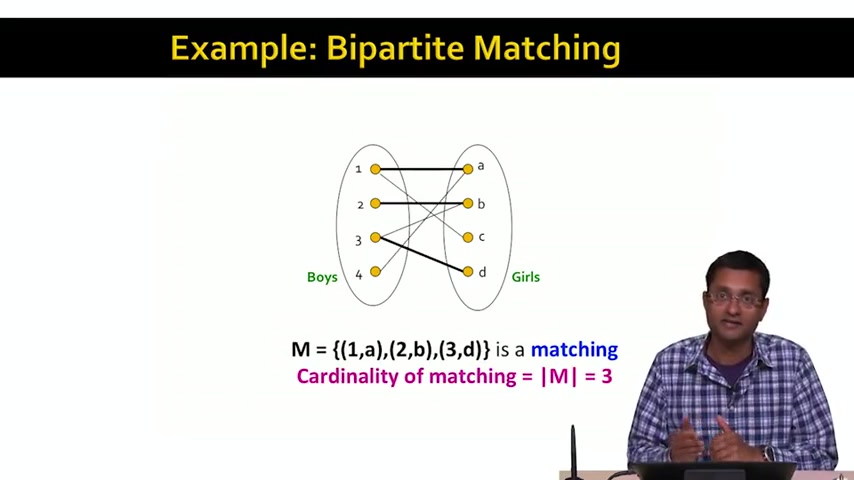 Example: Bipartite Matching
1 a
2 b
3 c
4 d
Boys Girls
M = {(1,a),(2,b),(3,d)} is a matching
Cardinality of matching = |M| = 3